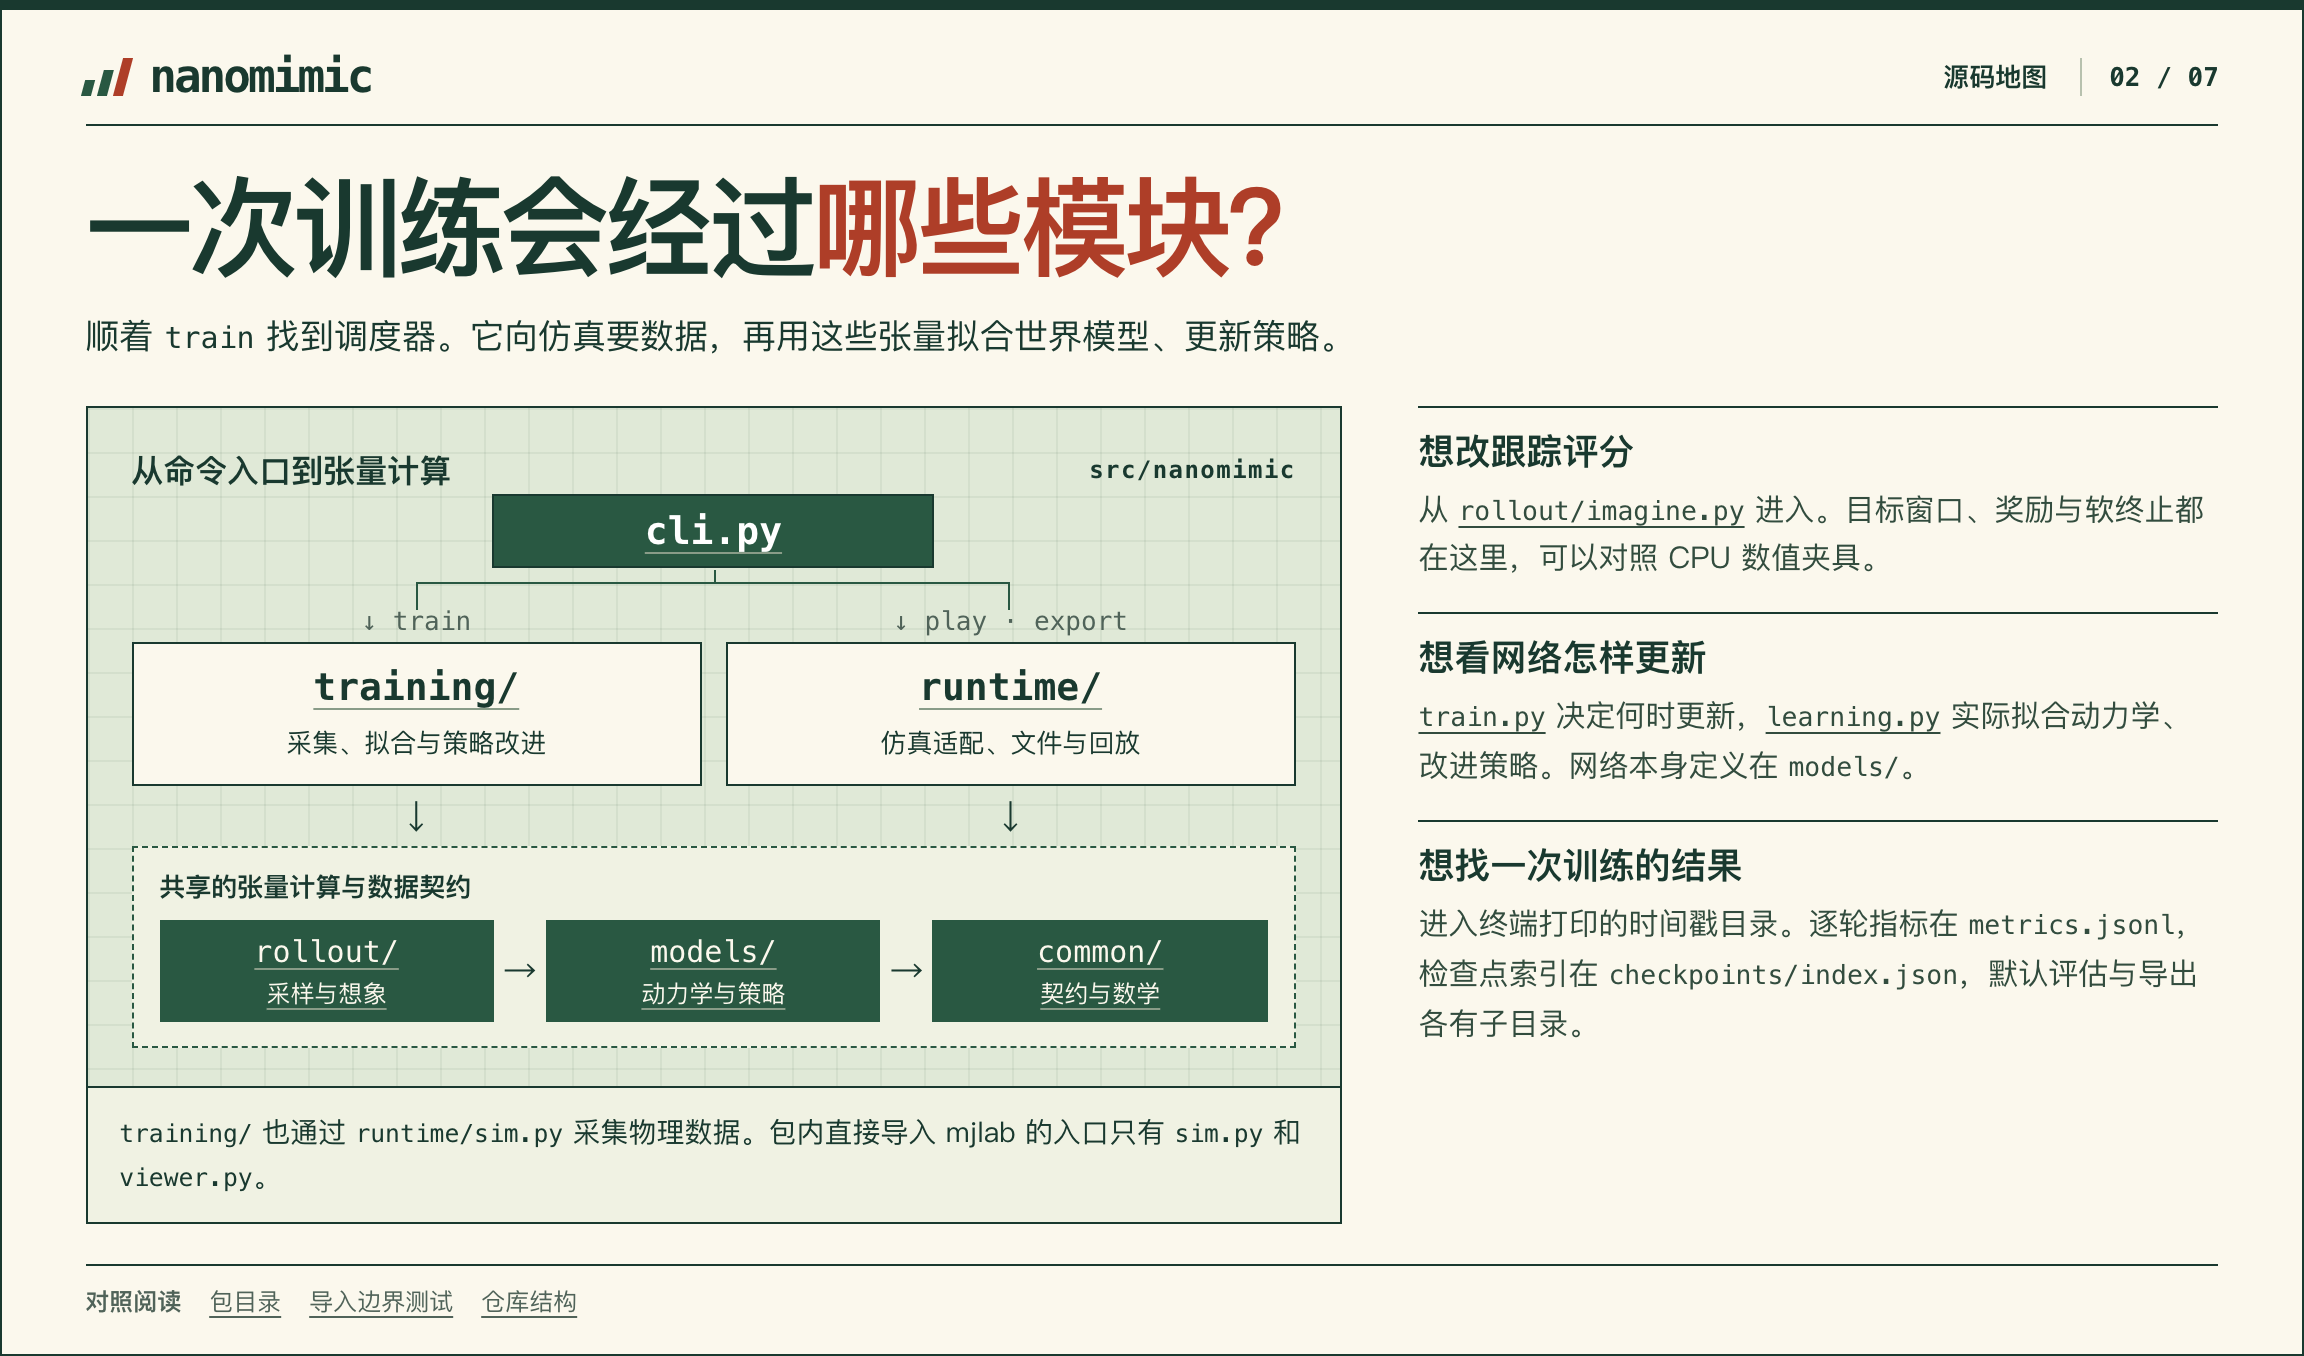 nanomimic
源码地图
02 / 07
一次训练会经过哪些模块？
顺着 train 找到调度器。它向仿真要数据，再用这些张量拟合世界模型、更新策略。
从命令入口到张量计算
src/nanomimic
cli.py
↓ train
↓ play · export
training/
采集、拟合与策略改进
runtime/
仿真适配、文件与回放
↓
↓
共享的张量计算与数据契约
rollout/
采样与想象
→
models/
动力学与策略
→
common/
契约与数学
training/ 也通过 runtime/sim.py 采集物理数据。包内直接导入 mjlab 的入口只有 sim.py 和
viewer.py。
想改跟踪评分
从 rollout/imagine.py 进入。目标窗口、奖励与软终止都
在这里，可以对照 CPU 数值夹具。
想看网络怎样更新
train.py 决定何时更新，learning.py 实际拟合动力学、
改进策略。网络本身定义在 models/。
想找一次训练的结果
进入终端打印的时间戳目录。逐轮指标在 metrics.jsonl，
检查点索引在 checkpoints/index.json，默认评估与导出
各有子目录。
对照阅读 包目录 导入边界测试 仓库结构